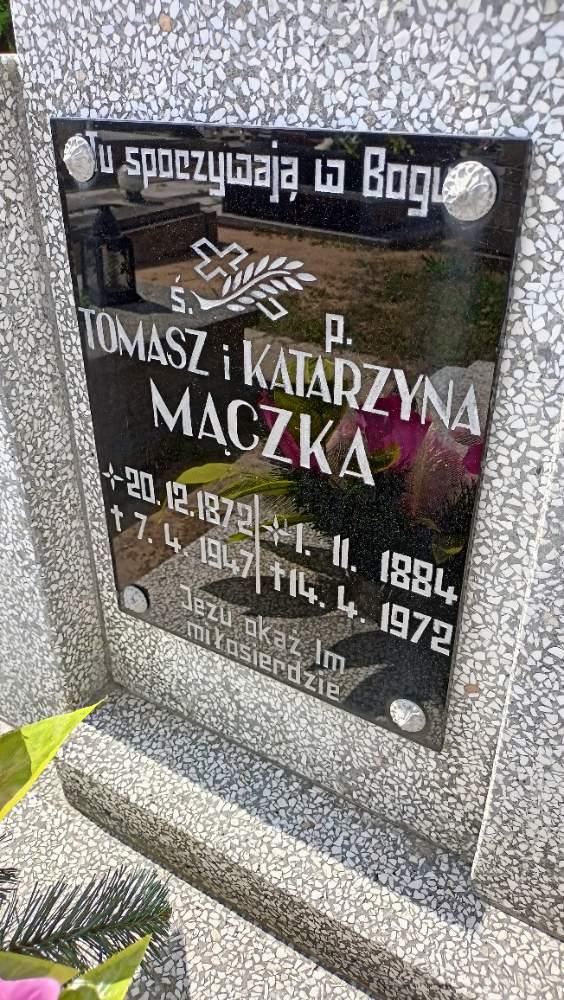 Tu spoczywają w Bogu
ś. p.
TOMASZ i KATARZYNA
MĄCZKA
20.12.1872 1. 11. 1884
† 7. 4. 1947 † 14. 4. 1972
Jezu okaż Im
miłosierdzie